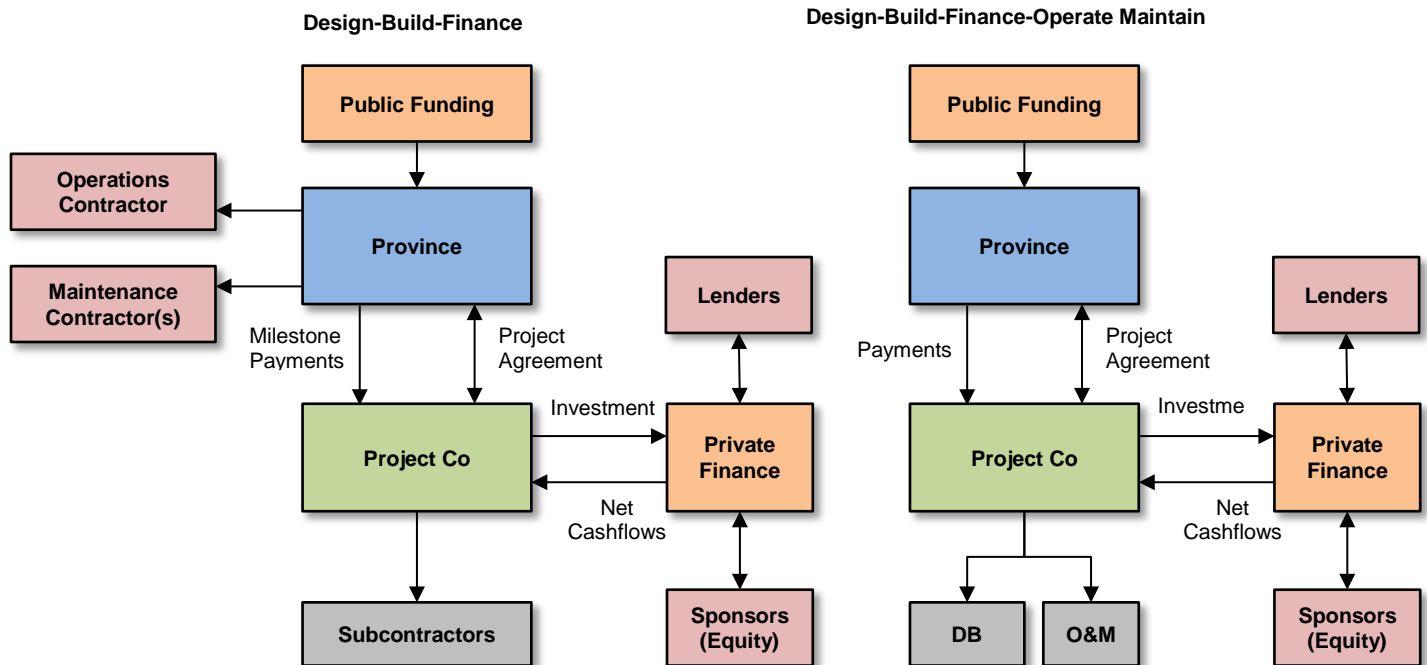 Design-Build-Finance
Public Funding
Operations
Contractor
Province
Maintenance
Contractor(s)
Lenders
Milestone
Payments
Project
Agreement
Investment
Project Co
Private
Finance
Net
Cashflows
Subcontractors
Sponsors
(Equity)
Design-Build-Finance-Operate Maintain
Public Funding
Province
Lenders
Payments
Project
Agreement
Investme
Project Co
Private
Finance
Net
Cashflows
DB
O&M
Sponsors
(Equity)